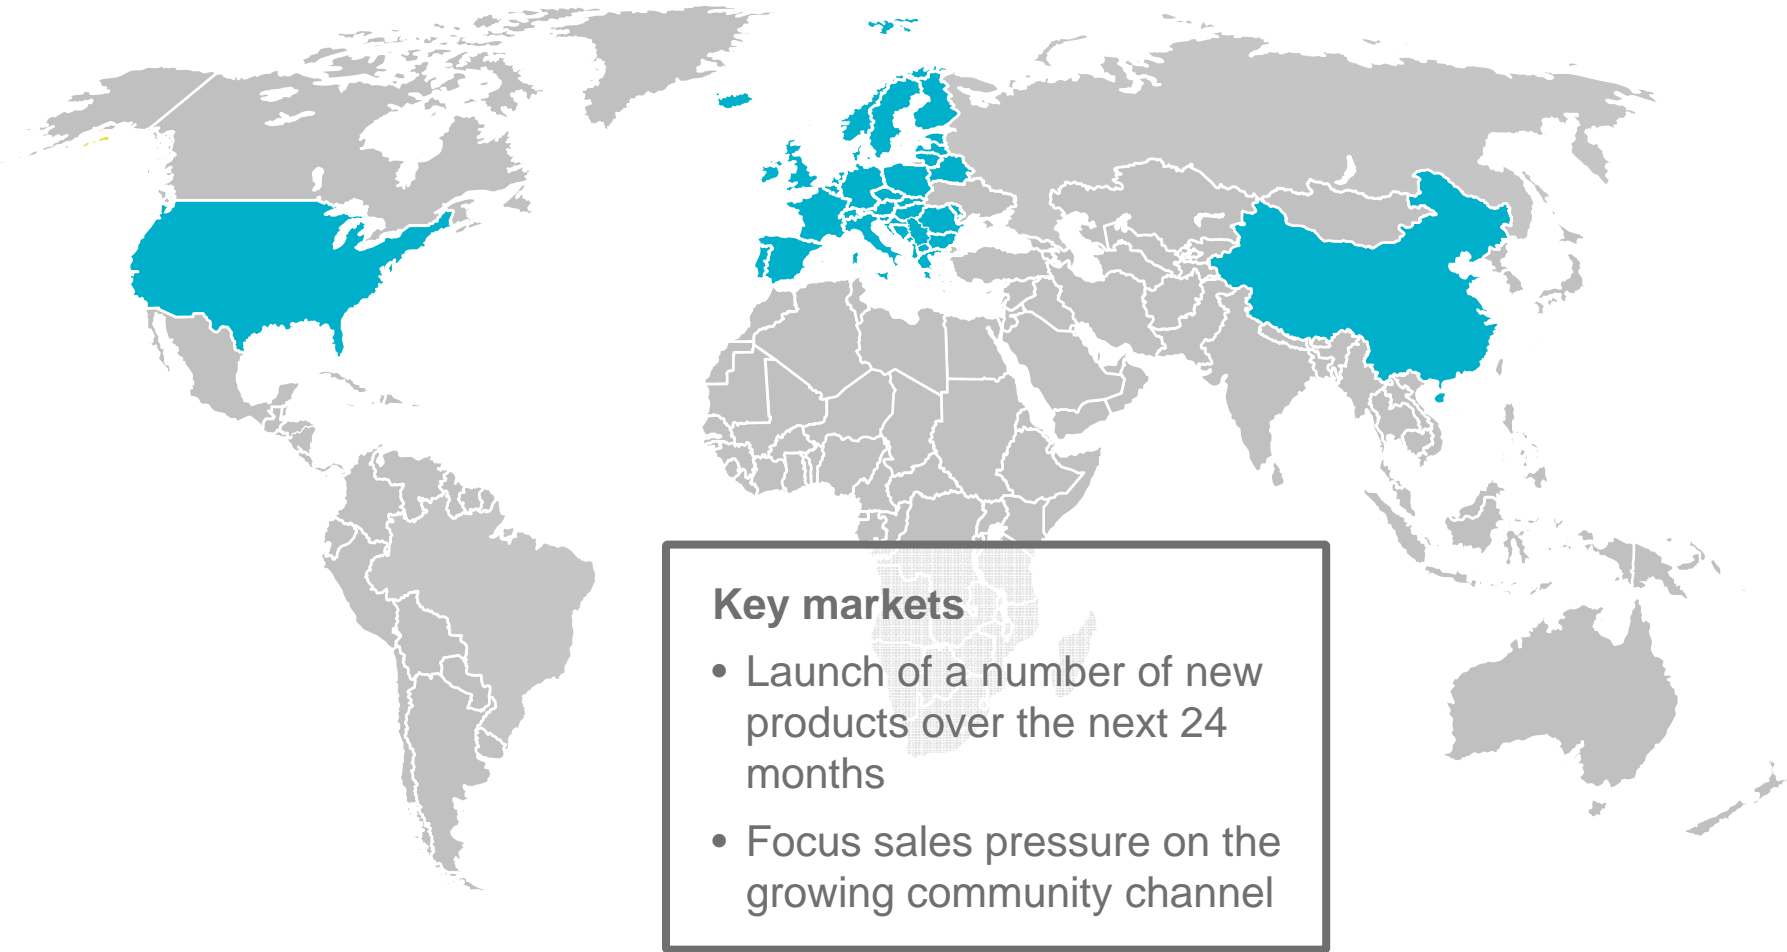 Key markets
• Launch of a number of new
products over the next 24
months
• Focus sales pressure on the
growing community channel